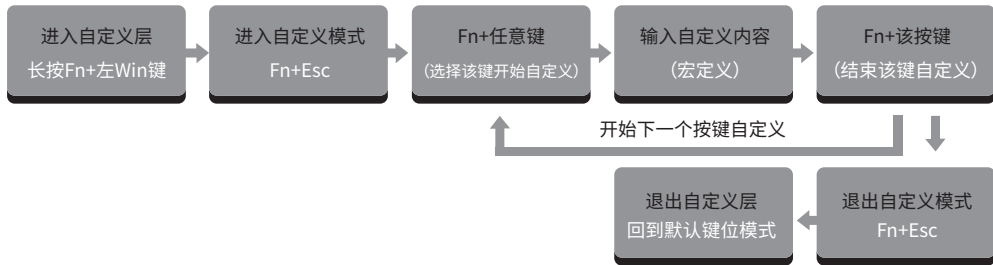 进入自定义层
长按Fn+左Win键
进入自定义模式
Fn+Esc
Fn+任意键
(选择该键开始自定义)
输入自定义内容
(宏定义)
Fn+该按键
(结束该键自定义)
开始下一个按键自定义
退出自定义模式
Fn+Esc
退出自定义层
回到默认键位模式